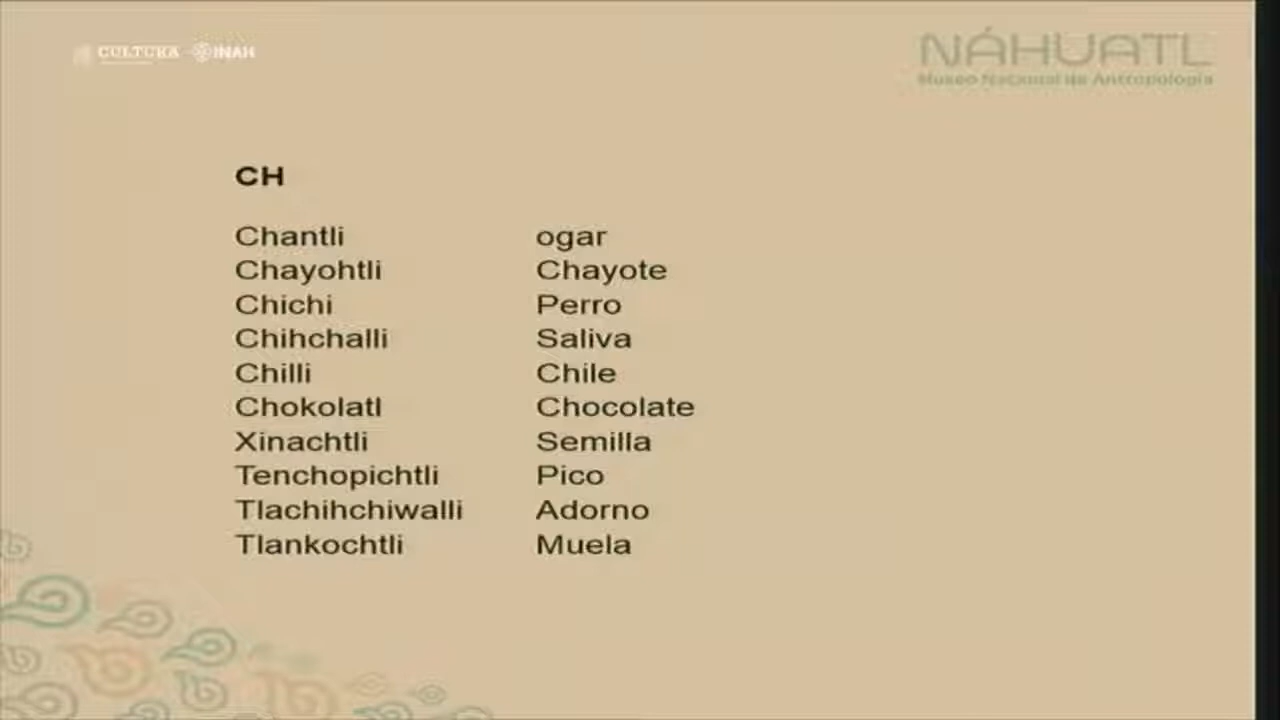 CULTURA INAH
NÁHUATL
Museo Nacional de Antropología
CH
Chantli ogar
Chayohtli Chayote
Chichi Perro
Chihchalli Saliva
Chilli Chile
Chokolatl Chocolate
Xinachtli Semilla
Tenchopichtli Pico
Tlachihchiwalli Adorno
Tlankochtli Muela